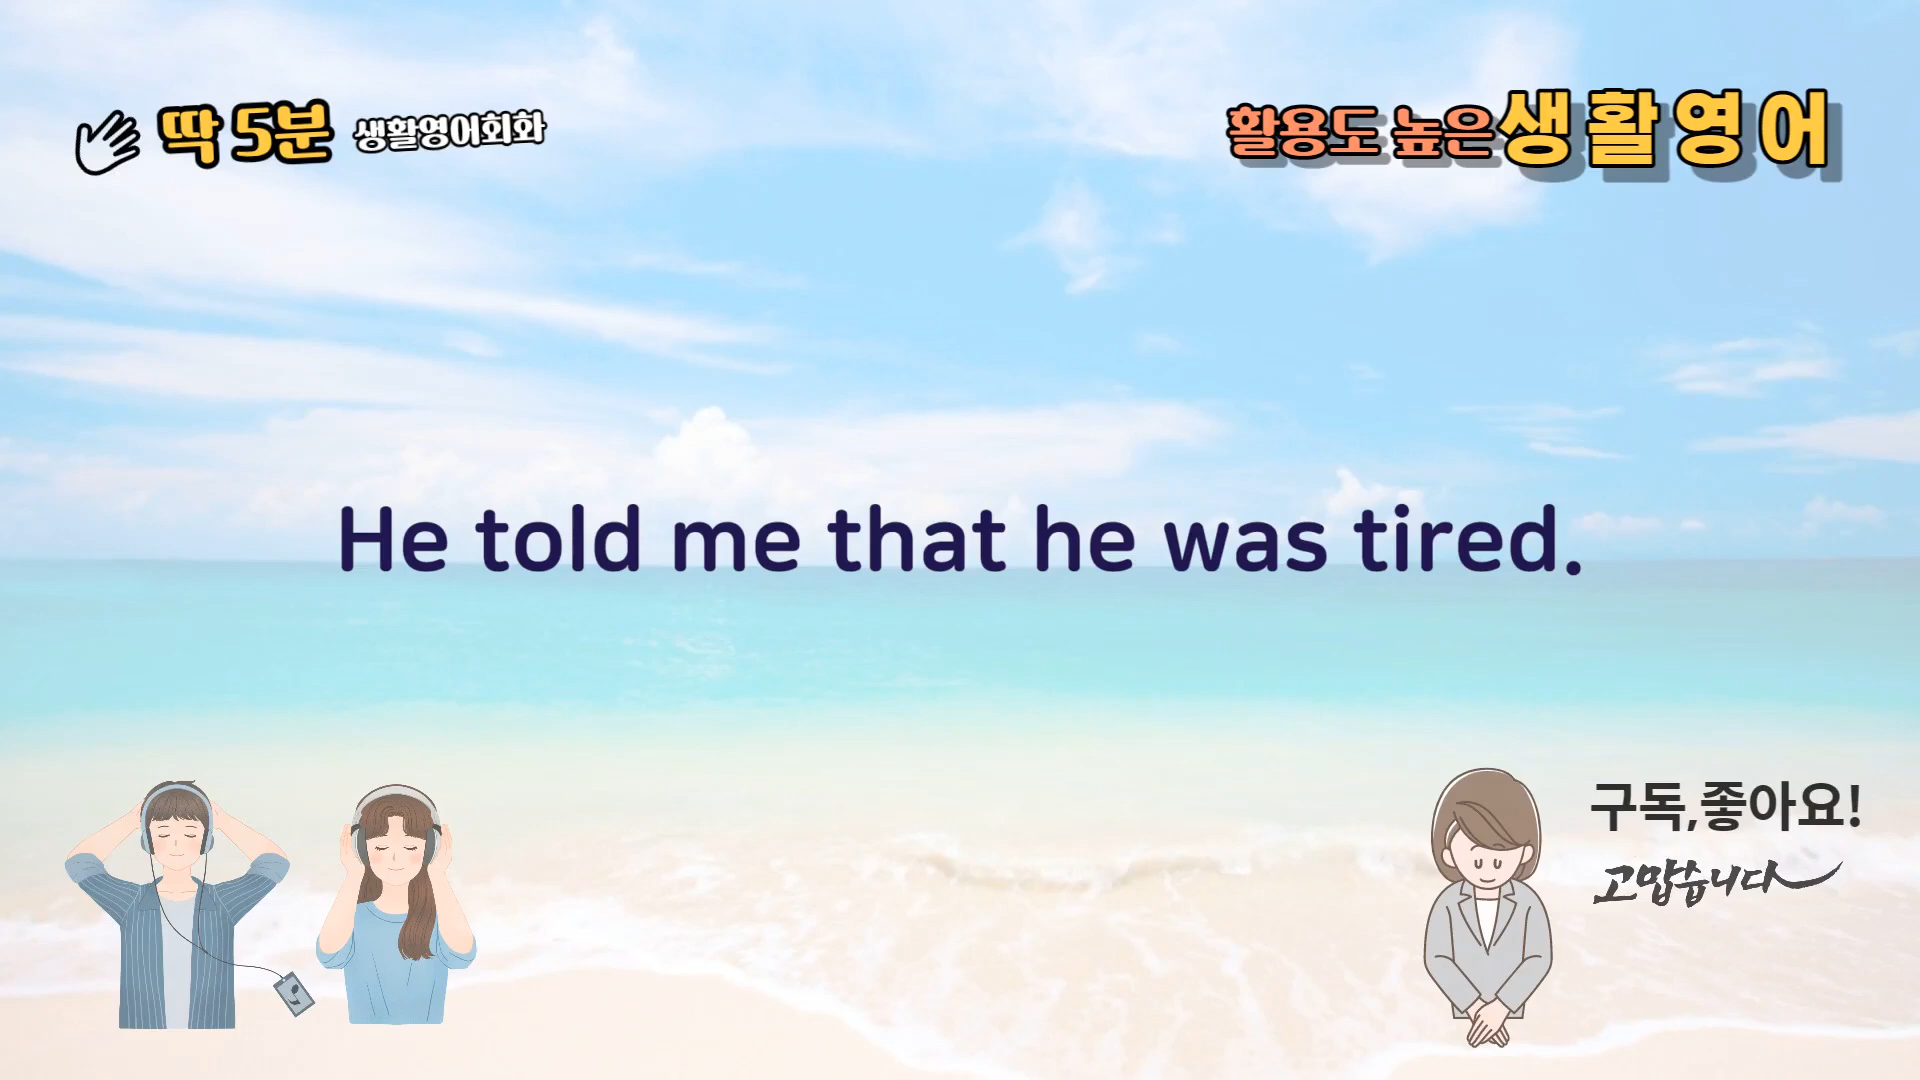 딱 5분 생활영어회화
활용도 높은 생활영어
He told me that he was tired.
구독,좋아요!
고맙습니다